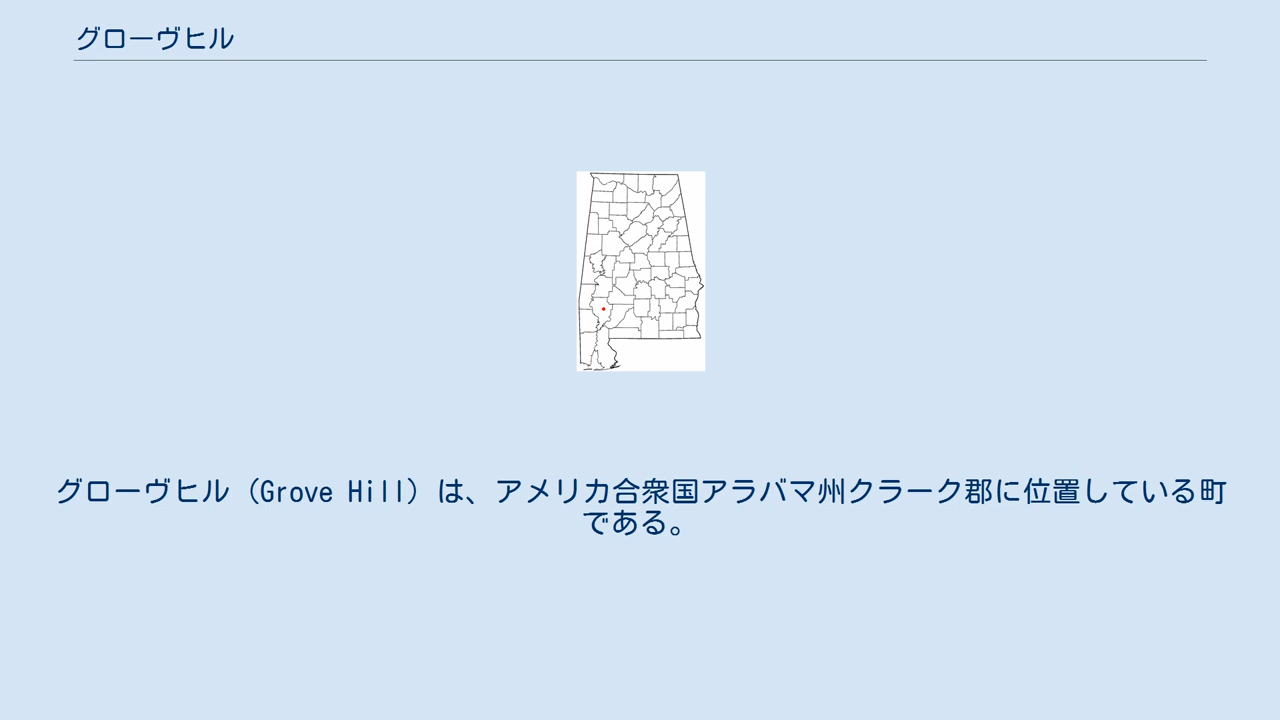 グローヴヒル
グローヴヒル（Grove Hill）は、アメリカ合衆国アラバマ州クラーク郡に位置している町
である。